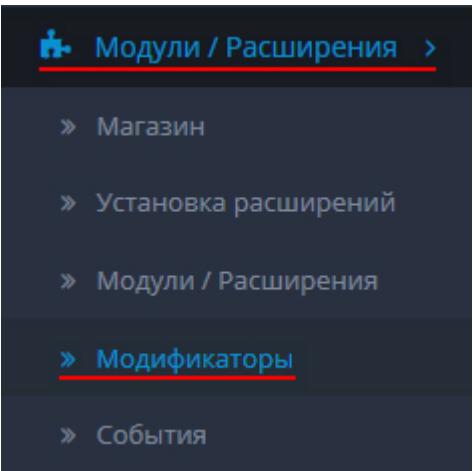 Модули / Расширения
Магазин
Установка расширений
Модули / Расширения
Модификаторы
События